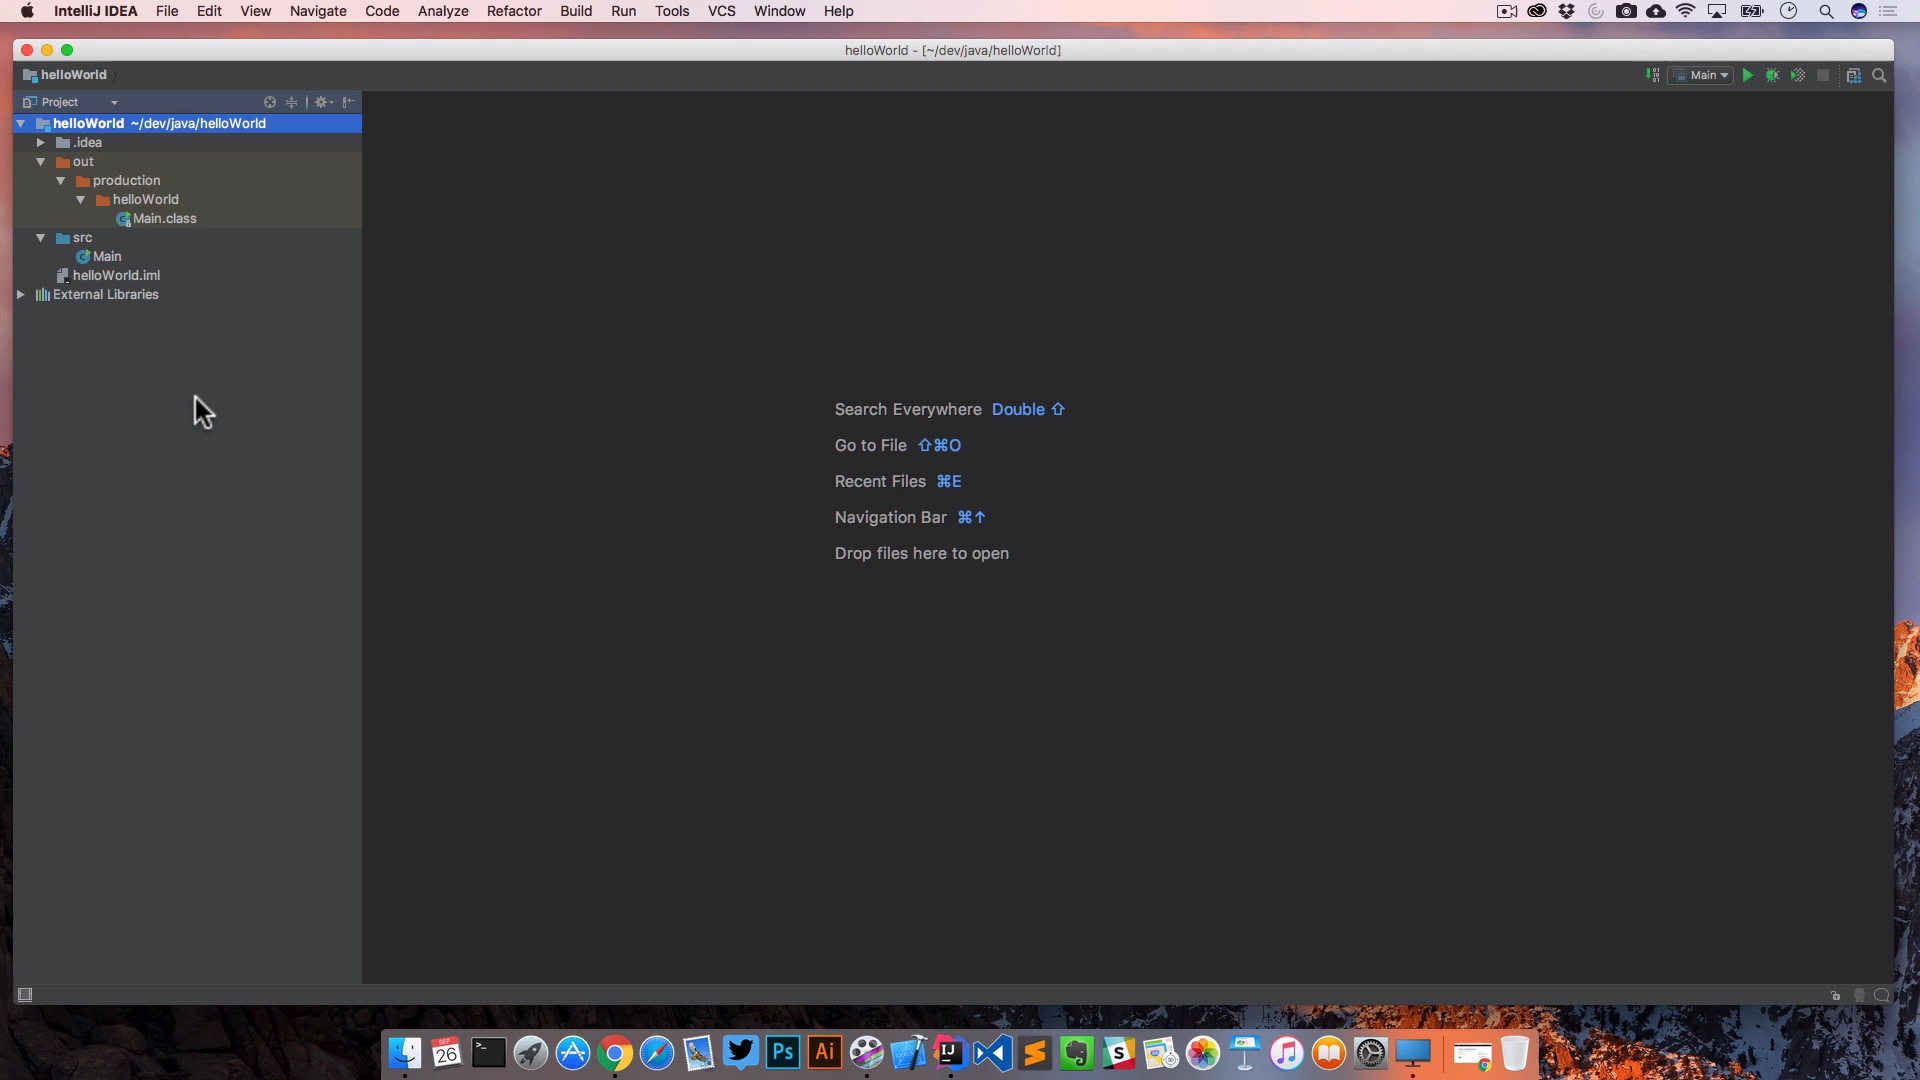 IntelliJ IDEA File Edit View Navigate Code Analyze Refactor Build Run Tools VCS Window Help
helloWorld - [~/dev/java/helloWorld]
helloWorld
Main
Project
helloWorld ~/dev/java/helloWorld
.idea
out
production
helloWorld
Main.class
src
Main
helloWorld.iml
External Libraries
Search Everywhere Double ⇧
Go to File ⇧⌘O
Recent Files ⌘E
Navigation Bar ⌘↑
Drop files here to open
SEP
26
Ps
Ai
IJ
S